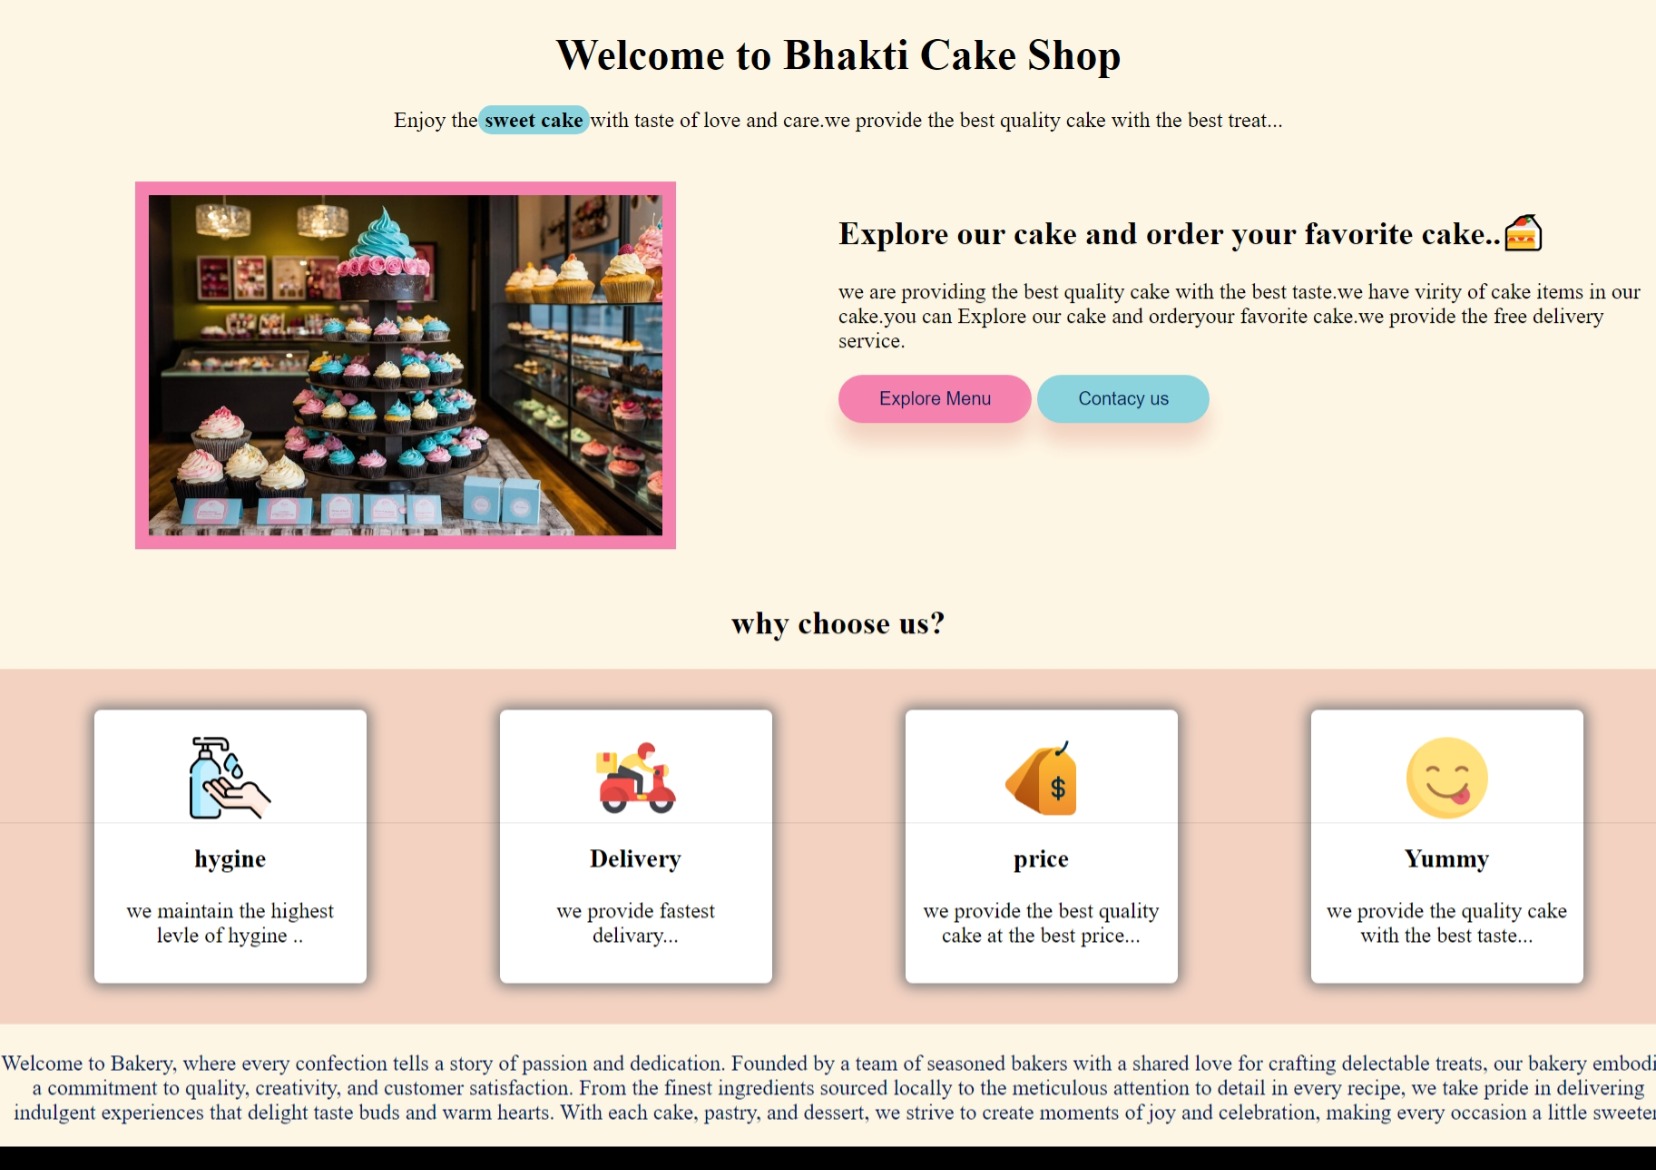 Welcome to Bhakti Cake Shop
Enjoy the sweet cake with taste of love and care.we provide the best quality cake with the best treat...
Explore our cake and order your favorite cake..
we are providing the best quality cake with the best taste.we have virity of cake items in our
cake.you can Explore our cake and orderyour favorite cake.we provide the free delivery
service.
Explore Menu
Contacy us
why choose us?
$
hygine
we maintain the highest
levle of hygine ..
Delivery
we provide fastest
delivary...
price
we provide the best quality
cake at the best price...
Yummy
we provide the quality cake
with the best taste...
Welcome to Bakery, where every confection tells a story of passion and dedication. Founded by a team of seasoned bakers with a shared love for crafting delectable treats, our bakery embodi
a commitment to quality, creativity, and customer satisfaction. From the finest ingredients sourced locally to the meticulous attention to detail in every recipe, we take pride in delivering
indulgent experiences that delight taste buds and warm hearts. With each cake, pastry, and dessert, we strive to create moments of joy and celebration, making every occasion a little sweeter